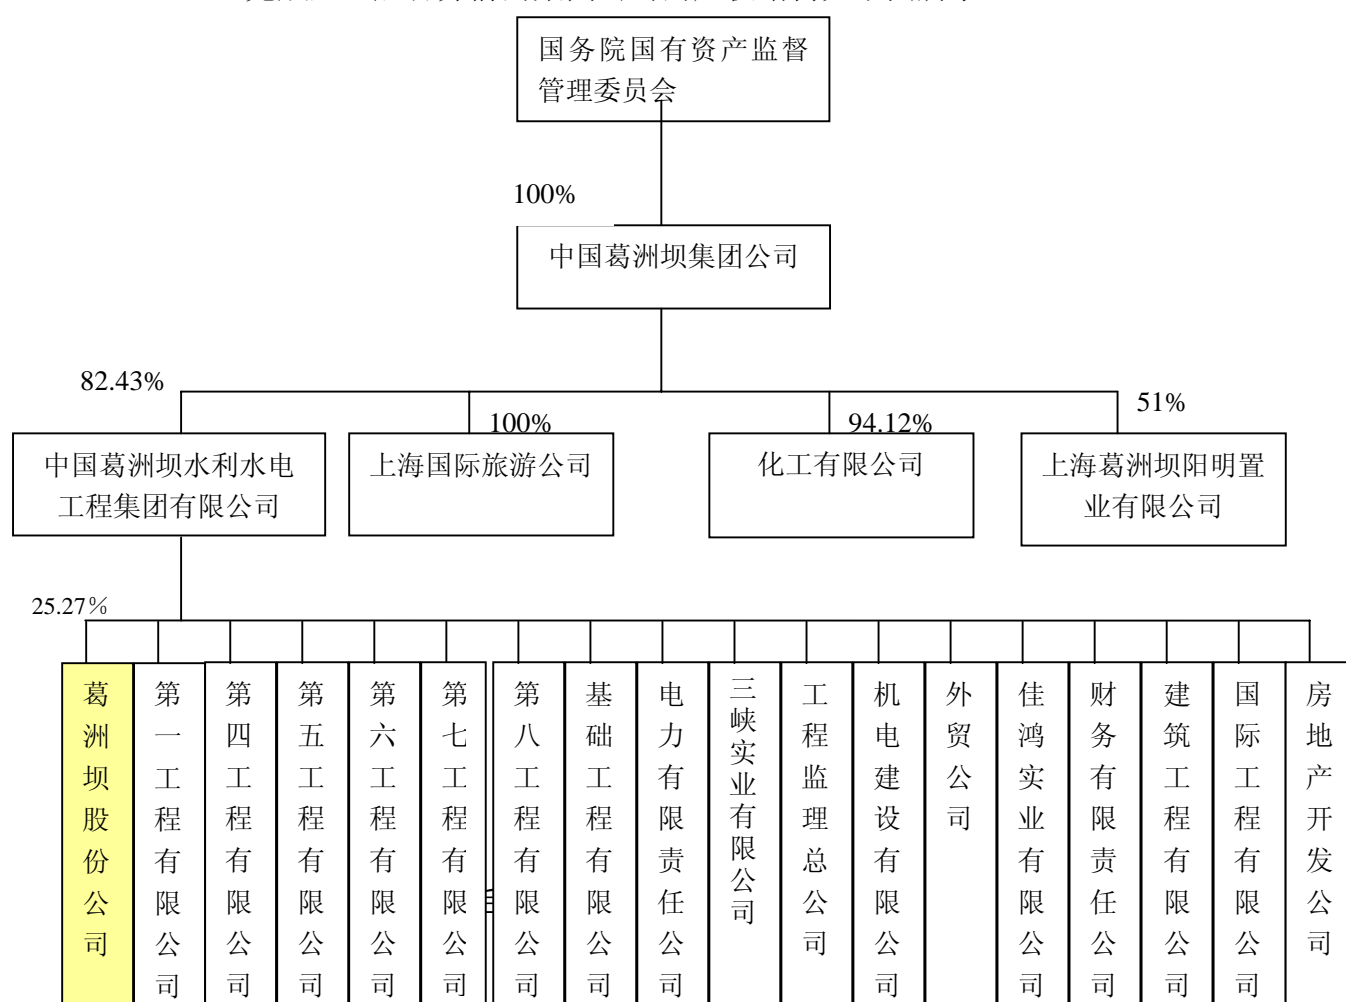 国务院国有资产监督
管理委员会
100%
中国葛洲坝集团公司
82.43%
100%
94.12%
51%
中国葛洲坝水利水电
工程集团有限公司
上海国际旅游公司
化工有限公司
上海葛洲坝阳明置
业有限公司
25.27%
葛洲坝股份公司
第一工程有限公司
第四工程有限公司
第五工程有限公司
第六工程有限公司
第七工程有限公司
第八工程有限公司
基础工程有限公司
电力有限责任公司
三峡实业有限公司
工程监理总公司
机电建设有限公司
外贸公司
佳鸿实业有限公司
财务有限责任公司
建筑工程有限公司
国际工程有限公司
房地产开发公司